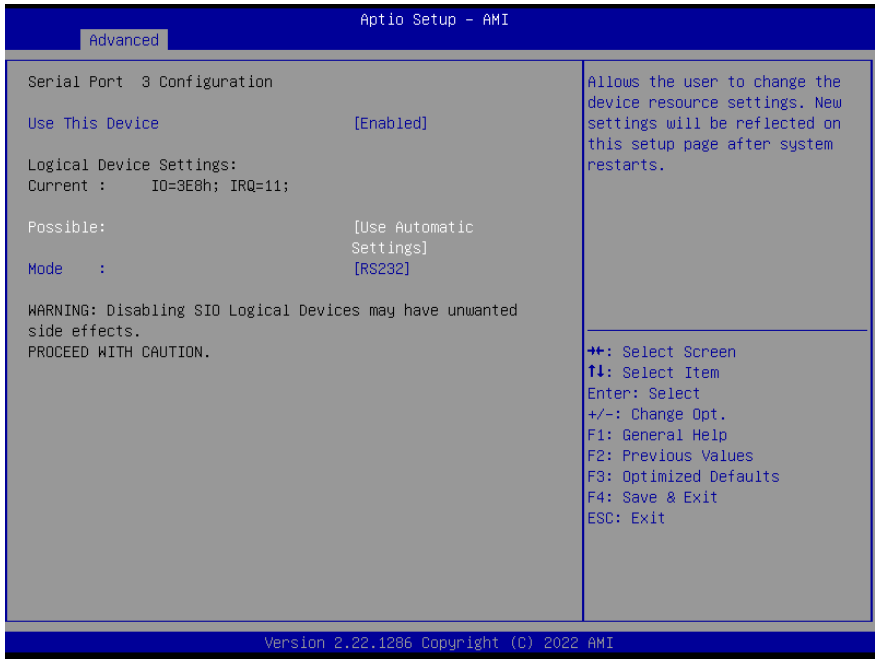 Aptio Setup – AMI
Advanced
Serial Port  3 Configuration
Use This Device [Enabled]
Logical Device Settings:
Current :  IO=3E8h; IRQ=11;
Possible: [Use Automatic
Settings]
Mode : [RS232]
WARNING: Disabling SIO Logical Devices may have unwanted
side effects.
PROCEED WITH CAUTION.
Allows the user to change the
device resource settings. New
settings will be reflected on
this setup page after system
restarts.
→←: Select Screen
↑↓: Select Item
Enter: Select
+/-: Change Opt.
F1: General Help
F2: Previous Values
F3: Optimized Defaults
F4: Save & Exit
ESC: Exit
Version 2.22.1286 Copyright (C) 2022 AMI